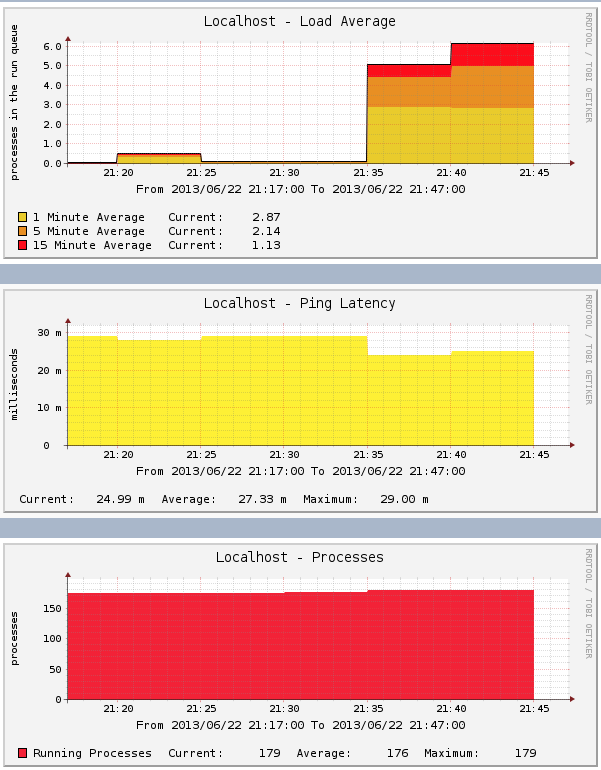 Localhost - Load Average
RRDTOOL / TOBI OETIKER
processes in the run queue
6.0
5.0
4.0
3.0
2.0
1.0
0.0
21:20 21:25 21:30 21:35 21:40 21:45
From 2013/06/22 21:17:00 To 2013/06/22 21:47:00
1 Minute Average Current: 2.87
5 Minute Average Current: 2.14
15 Minute Average Current: 1.13
Localhost - Ping Latency
RRDTOOL / TOBI OETIKER
milliseconds
30 m
20 m
10 m
0
21:20 21:25 21:30 21:35 21:40 21:45
From 2013/06/22 21:17:00 To 2013/06/22 21:47:00
Current: 24.99 m Average: 27.33 m Maximum: 29.00 m
Localhost - Processes
RRDTOOL / TOBI OETIKER
processes
150
100
50
0
21:20 21:25 21:30 21:35 21:40 21:45
From 2013/06/22 21:17:00 To 2013/06/22 21:47:00
Running Processes Current: 179 Average: 176 Maximum: 179